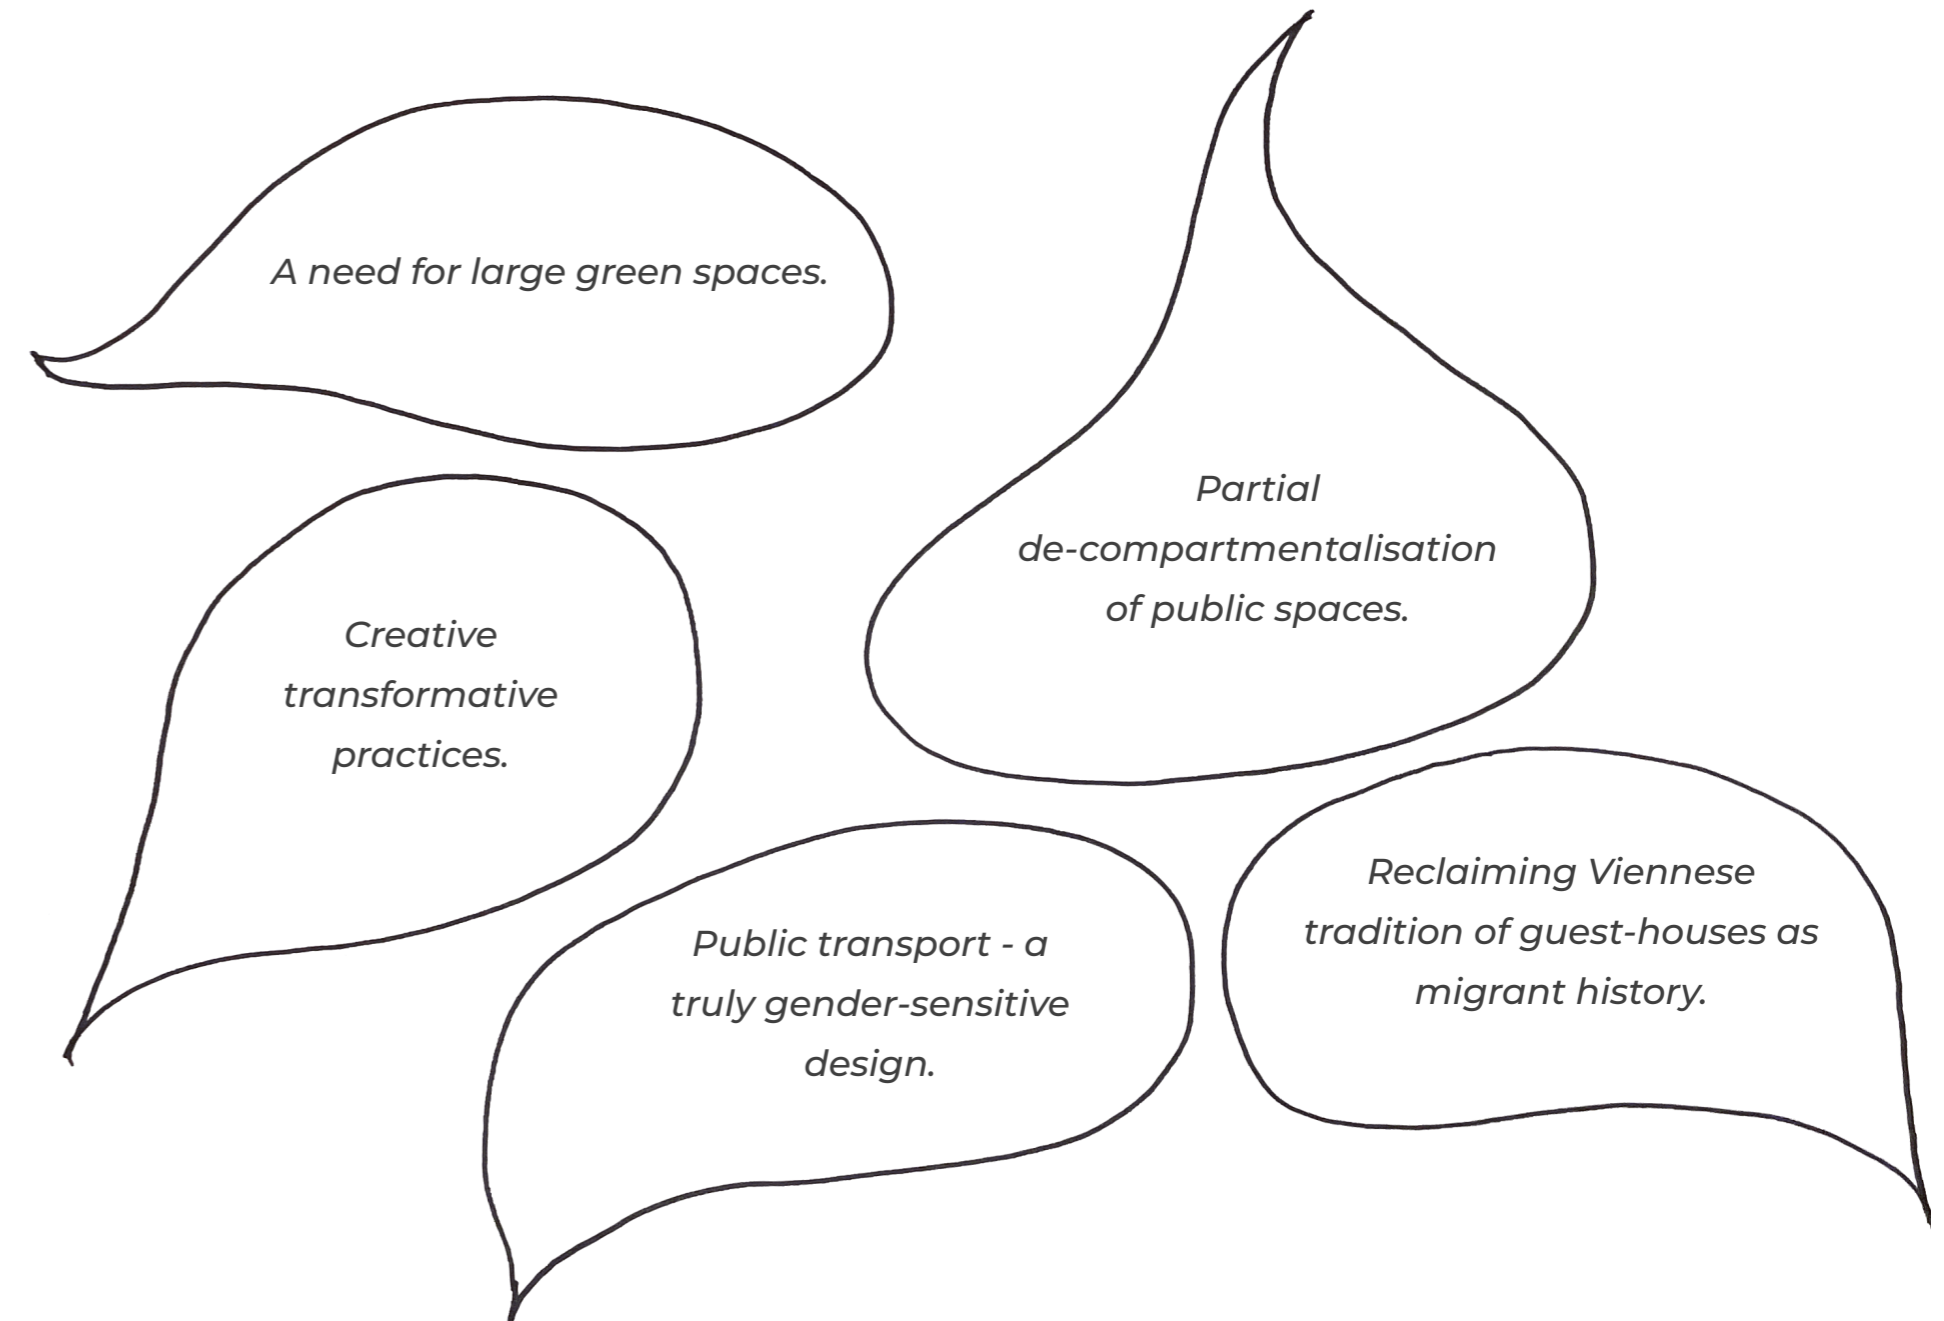 A need for large green spaces.
Partial
de-compartmentalisation
of public spaces.
Creative
transformative
practices.
Public transport - a
truly gender-sensitive
design.
Reclaiming Viennese
tradition of guest-houses as
migrant history.